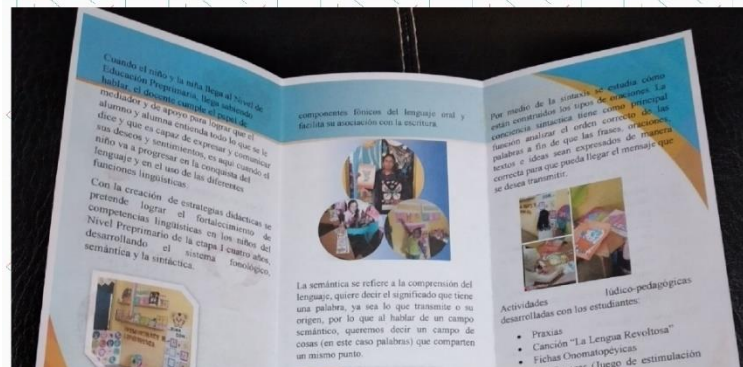 Cuando el niño y la niña llega al Nivel de
Educación Preprimaria, llega sabiendo
hablar, el docente cumple el papel de
mediador y de apoyo para lograr que el
alumno y alumna entienda todo lo que se le
dice y que es capaz de expresar y comunicar
sus deseos y sentimientos, es aquí cuando el
niño va a progresar en la conquista del
lenguaje y en el uso de las diferentes
funciones lingüísticas.
Con la creación de estrategias didácticas se
pretende lograr el fortalecimiento de
competencias lingüísticas en los niños del
Nivel Preprimario de la etapa 1 cuatro años,
desarrollando el sistema fonológico,
semántica y la sintáctica.
componentes fónicos del lenguaje oral y
facilita su asociación con la escritura.
La semántica se refiere a la comprensión del
lenguaje, quiere decir el significado que tiene
una palabra, ya sea lo que transmite o su
origen, por lo que al hablar de un campo
semántico, queremos decir un campo de
cosas (en este caso palabras) que comparten
un mismo punto.
Por medio de la sintaxis se estudia cómo
están construidos los tipos de oraciones. La
conciencia sintáctica tiene como principal
función analizar el orden correcto de las
palabras a fin de que las frases, oraciones,
textos e ideas sean expresados de manera
correcta para que pueda llegar el mensaje que
se desea transmitir.
Actividades lúdico-pedagógicas
desarrolladas con los estudiantes:
• Praxias
• Canción "La Lengua Revoltosa"
• Fichas Onomatopéyicas
(Juego de estimulación